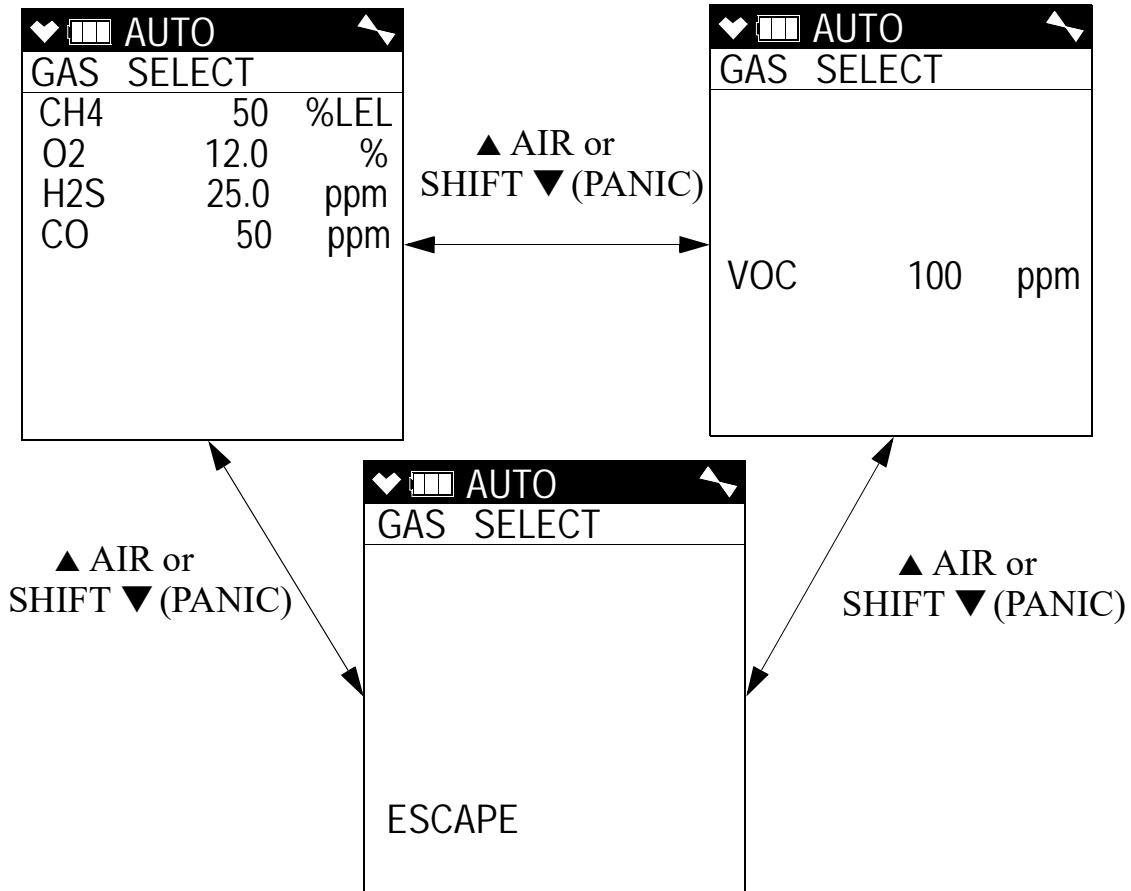 AUTO
GAS SELECT
CH4 50 %LEL
O2 12.0 %
H2S 25.0 ppm
CO 50 ppm
▲ AIR or
SHIFT ▼ (PANIC)
AUTO
GAS SELECT
VOC 100 ppm
▲ AIR or
SHIFT ▼ (PANIC)
AUTO
GAS SELECT
ESCAPE
▲ AIR or
SHIFT ▼ (PANIC)